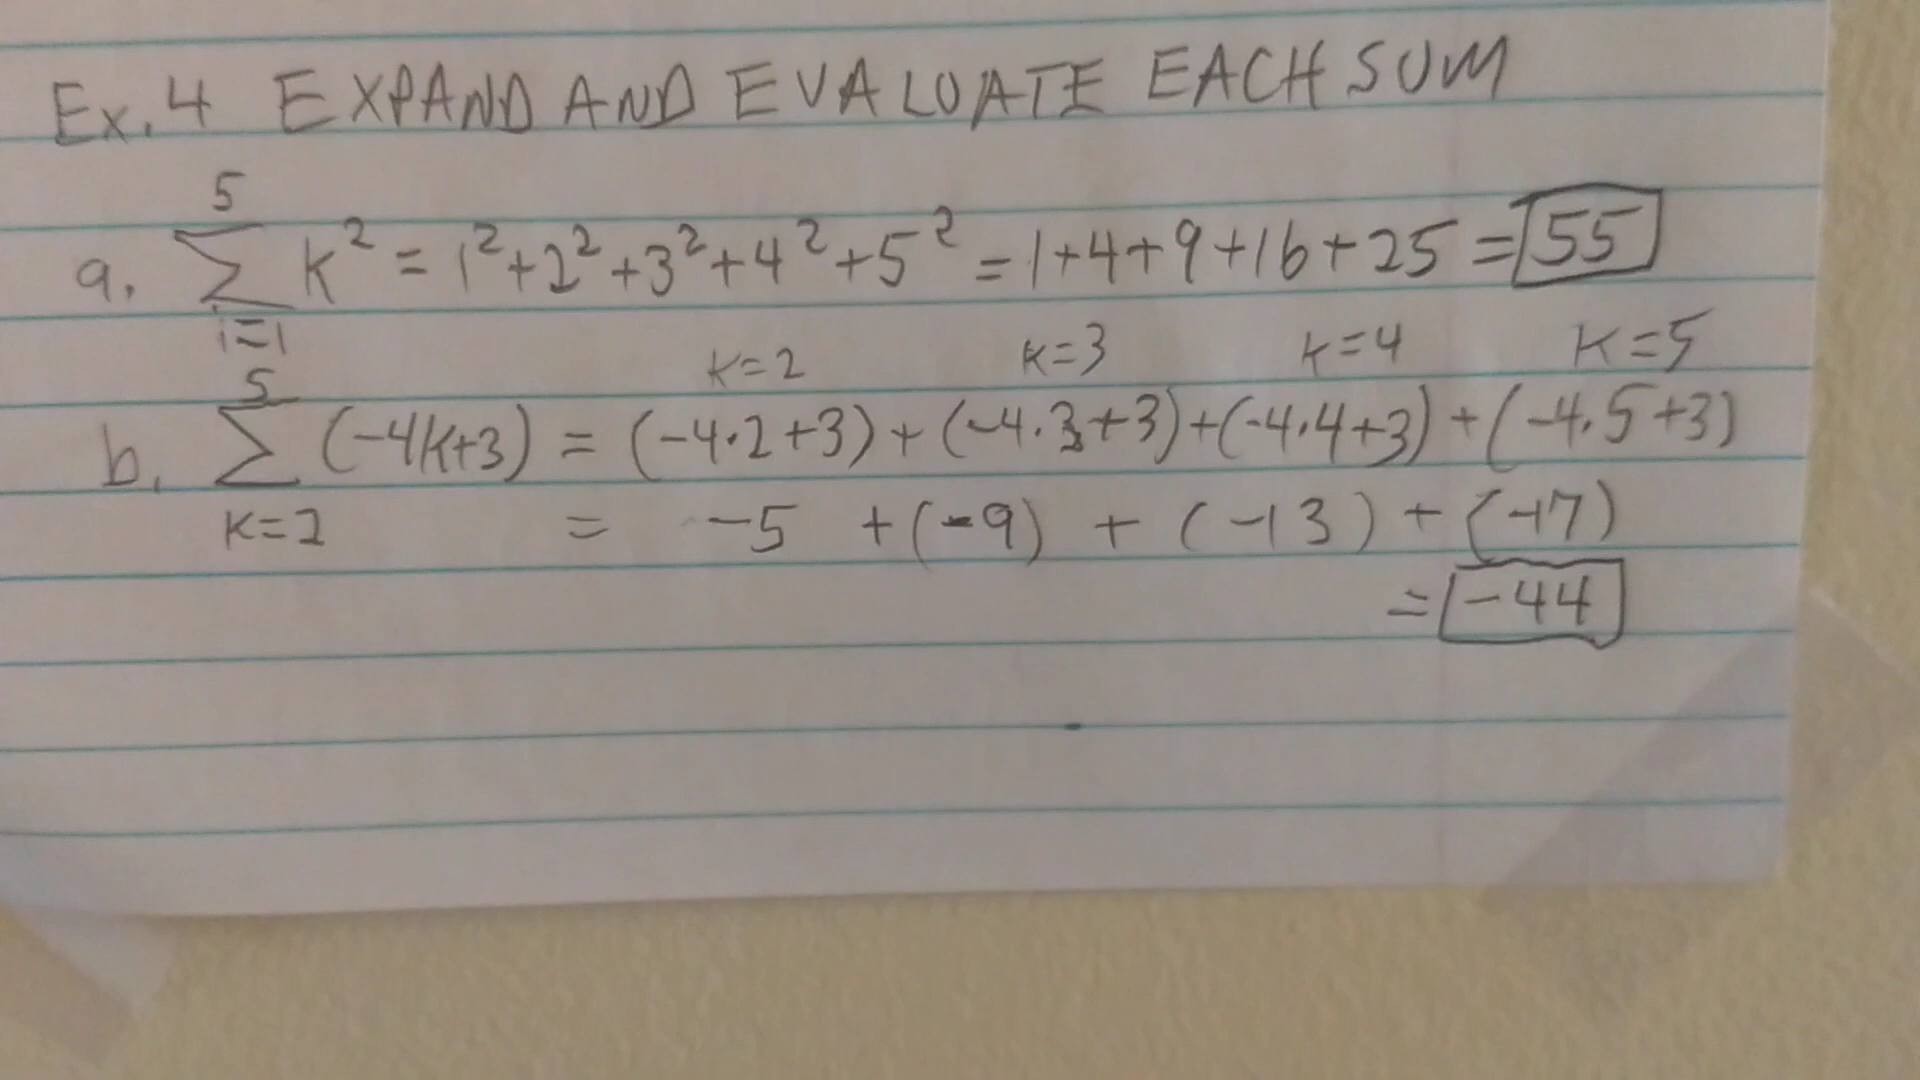 Ex. 4 EXPAND AND EVALUATE EACH SUM
5
a. ∑ k² = 1²+2²+3²+4²+5² = 1+4+9+16+25 = 55
i=1
k=2 k=3 k=4 k=5
5
b. ∑ (-4k+3) = (-4·2+3)+(-4·3+3)+(-4·4+3)+(-4·5+3)
k=2 = -5 +(-9) + (-13) + (-17)
= -44